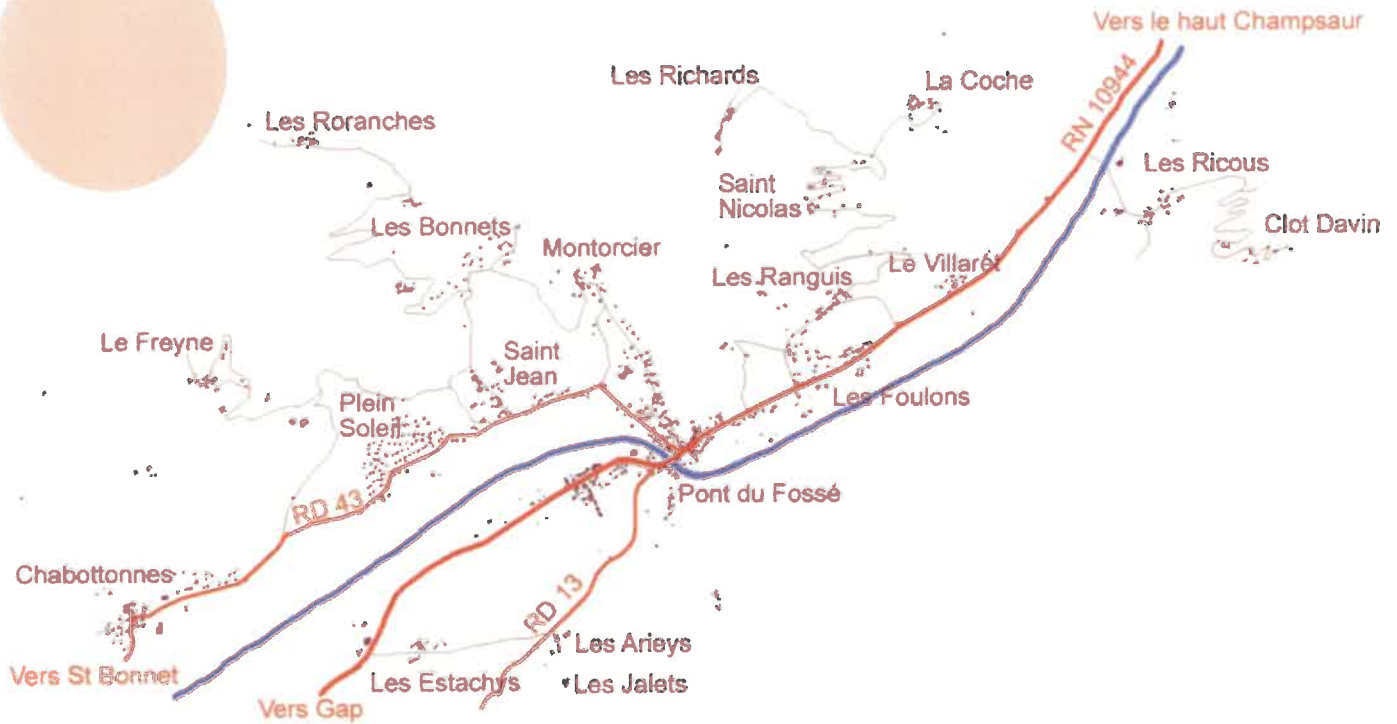 Vers le haut Champsaur
Les Richards
La Coche
RN 10944
Les Roranches
Les Ricous
Saint
Nicolas
Les Bonnets
Clot Davin
Montorcier
Le Villaret
Les Ranguis
Le Freyne
Saint
Jean
Plein
Soleil
Les Foulons
Pont du Fossé
RD 43
Chabottonnes
RD 13
Les Arieys
Vers St Bonnet
Les Estachys
Les Jalets
Vers Gap